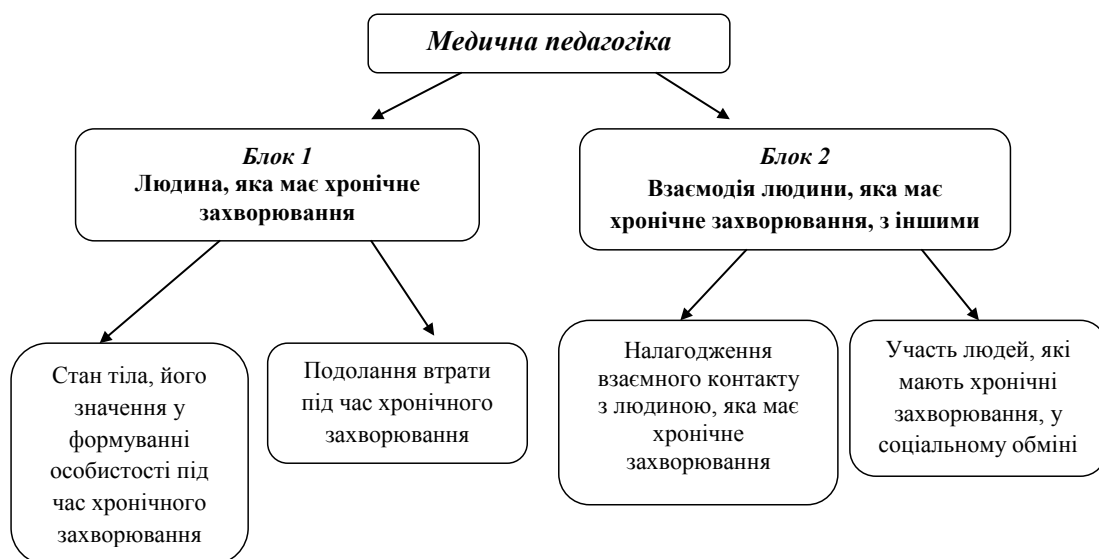 Медична педагогіка
Блок 1
Людина, яка має хронічне
захворювання
Блок 2
Взаємодія людини, яка має
хронічне захворювання, з іншими
Стан тіла, його
значення у
формуванні
особистості під
час хронічного
захворювання
Подолання втрати
під час хронічного
захворювання
Налагодження
взаємного контакту
з людиною, яка має
хронічне
захворювання
Участь людей, які
мають хронічні
захворювання, у
соціальному обміні